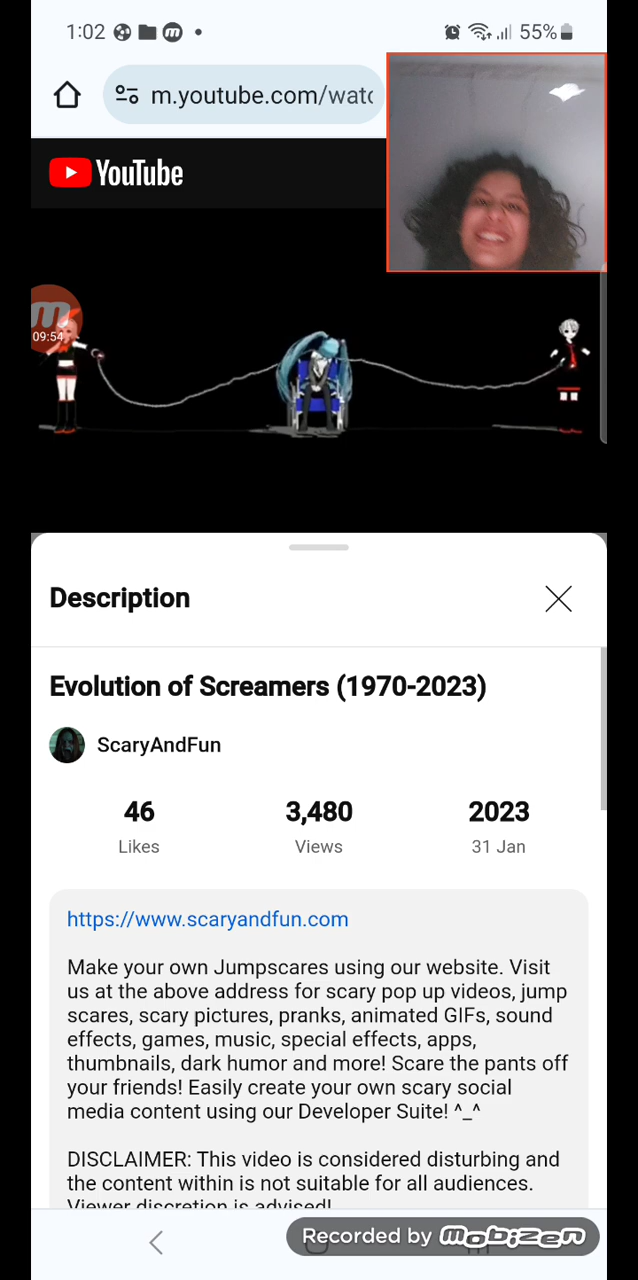 1:02
55%
m.youtube.com/watc
YouTube
09:54
Description
Evolution of Screamers (1970-2023)
ScaryAndFun
46 3,480 2023
Likes Views 31 Jan
https://www.scaryandfun.com
Make your own Jumpscares using our website. Visit
us at the above address for scary pop up videos, jump
scares, scary pictures, pranks, animated GIFs, sound
effects, games, music, special effects, apps,
thumbnails, dark humor and more! Scare the pants off
your friends! Easily create your own scary social
media content using our Developer Suite! ^_^
DISCLAIMER: This video is considered disturbing and
the content within is not suitable for all audiences.
Viewer discretion is advised!
Recorded by mobizen